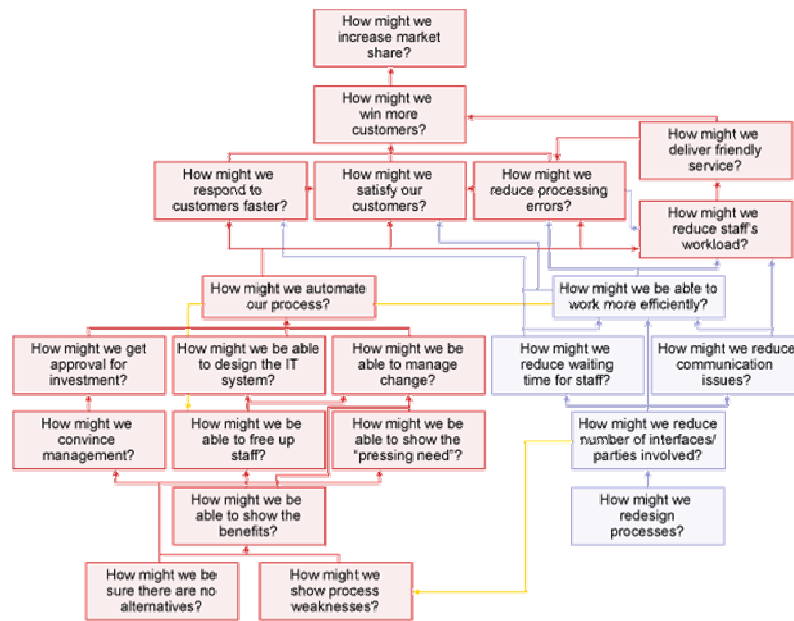 How might we
increase market
share?
How might we
win more
customers?
How might we
deliver friendly
service?
How might we
respond to
customers faster?
How might we
satisfy our
customers?
How might we
reduce processing
errors?
How might we
reduce staff's
workload?
How might we automate
our process?
How might we be able to
work more efficiently?
How might we get
approval for
investment?
How might we be able
to design the IT
system?
How might we be
able to manage
change?
How might we
reduce waiting
time for staff?
How might we reduce
communication
issues?
How might we
convince
management?
How might we be
able to free up
staff?
How might we be
able to show the
"pressing need"?
How might we reduce
number of interfaces/
parties involved?
How might we be
able to show the
benefits?
How might we
redesign
processes?
How might we be
sure there are no
alternatives?
How might we
show process
weaknesses?